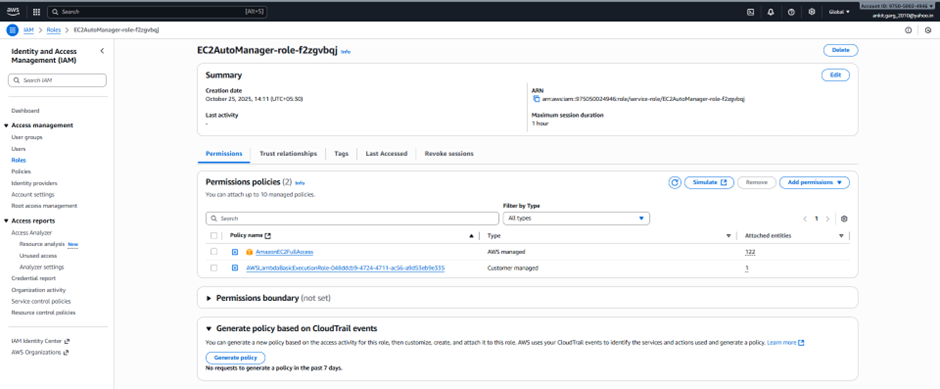 aws
Search
[Alt+S]
Global
Account ID: 9750-5002-4946
ankit.garg_2010@yahoo.in
IAM
Roles
EC2AutoManager-role-f2zgvbqj
Identity and Access
Management (IAM)
Search IAM
Dashboard
Access management
User groups
Users
Roles
Policies
Identity providers
Account settings
Root access management
Access reports
Access Analyzer
Resource analysis New
Unused access
Analyzer settings
Credential report
Organization activity
Service control policies
Resource control policies
IAM Identity Center
AWS Organizations
EC2AutoManager-role-f2zgvbqj Info
Delete
Summary
Edit
Creation date
October 25, 2025, 14:11 (UTC+05:30)
ARN
arn:aws:iam::975050024946:role/service-role/EC2AutoManager-role-f2zgvbqj
Last activity
-
Maximum session duration
1 hour
Permissions
Trust relationships
Tags
Last Accessed
Revoke sessions
Permissions policies (2) Info
Simulate
Remove
Add permissions
You can attach up to 10 managed policies.
Filter by Type
Search
All types
1
Policy name
Type
Attached entities
AmazonEC2FullAccess
AWS managed
122
Customer managed
1
Permissions boundary (not set)
Generate policy based on CloudTrail events
You can generate a new policy based on the access activity for this role, then customize, create, and attach it to this role. AWS uses your CloudTrail events to identify the services and actions used and generate a policy. Learn more
Generate policy
No requests to generate a policy in the past 7 days.